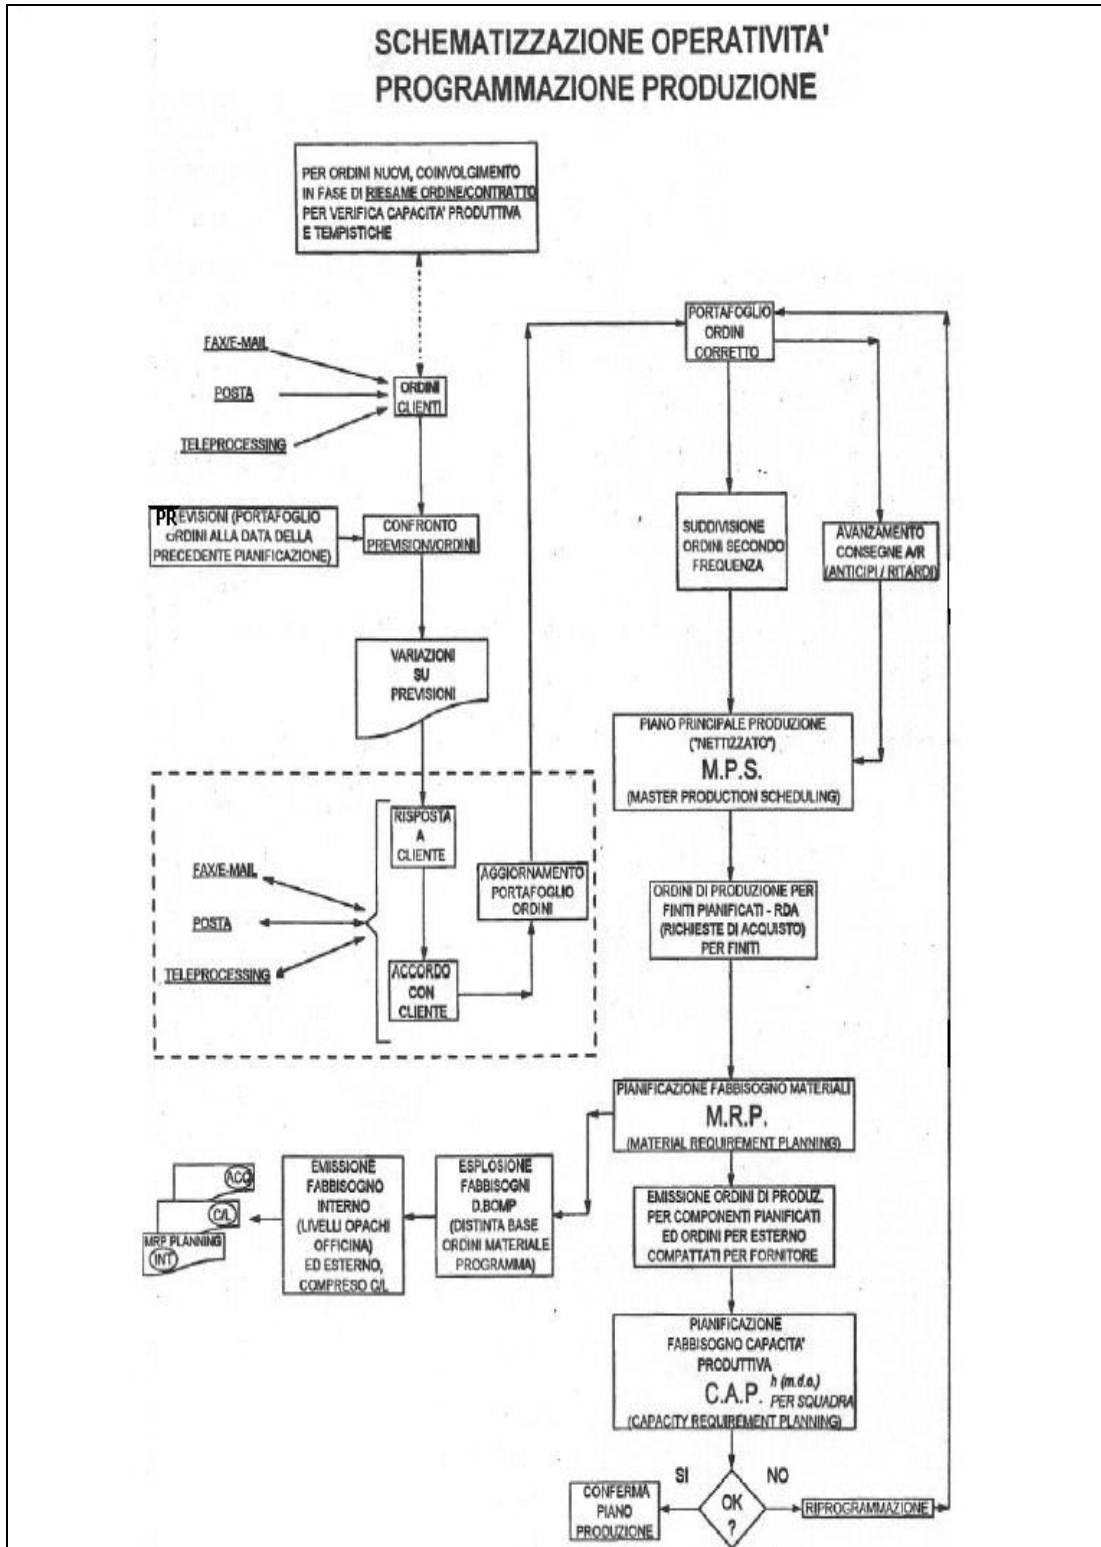 SCHEMATIZZAZIONE OPERATIVITA'
PROGRAMMAZIONE PRODUZIONE
PER ORDINI NUOVI, COINVOLGIMENTO
IN FASE DI RIESAME ORDINE/CONTRATTO
PER VERIFICA CAPACITA' PRODUTTIVA
E TEMPISTICHE
FAX/E-MAIL
POSTA
TELEPROCESSING
ORDINI
CLIENTI
PREVISIONI (PORTAFOGLIO
ORDINI ALLA DATA DELLA
PRECEDENTE PIANIFICAZIONE)
CONFRONTO
PREVISIONI/ORDINI
VARIAZIONI
SU
PREVISIONI
RISPOSTA
A
CLIENTE
FAX/E-MAIL
POSTA
TELEPROCESSING
ACCORDO
CON
CLIENTE
AGGIORNAMENTO
PORTAFOGLIO
ORDINI
PORTAFOGLIO
ORDINI
CORRETTO
SUDDIVISIONE
ORDINI SECONDO
FREQUENZA
AVANZAMENTO
CONSEGNE A/R
(ANTICIPI / RITARDI)
PIANO PRINCIPALE PRODUZIONE
("NETTIZZATO")
M.P.S.
(MASTER PRODUCTION SCHEDULING)
ORDINI DI PRODUZIONE PER
FINITI PIANIFICATI - RDA
(RICHIESTE DI ACQUISTO)
PER FINITI
PIANIFICAZIONE FABBISOGNO MATERIALI
M.R.P.
(MATERIAL REQUIREMENT PLANNING)
ESPLOSIONE
FABBISOGNI
D.BOMP
(DISTINTA BASE
ORDINI MATERIALE
PROGRAMMA)
EMISSIONE
FABBISOGNO
INTERNO
(LIVELLI OPACHI
OFFICINA)
ED ESTERNO,
COMPRESO C/L
ACQ
C/L
MRP PLANNING
INT
EMISSIONE ORDINI DI PRODUZ.
PER COMPONENTI PIANIFICATI
ED ORDINI PER ESTERNO
COMPATTATI PER FORNITORE
PIANIFICAZIONE
FABBISOGNO CAPACITA'
PRODUTTIVA
C.A.P. h (m.d.o.) PER SQUADRA
(CAPACITY REQUIREMENT PLANNING)
SI
NO
OK
?
CONFERMA
PIANO
PRODUZIONE
RIPROGRAMMAZIONE